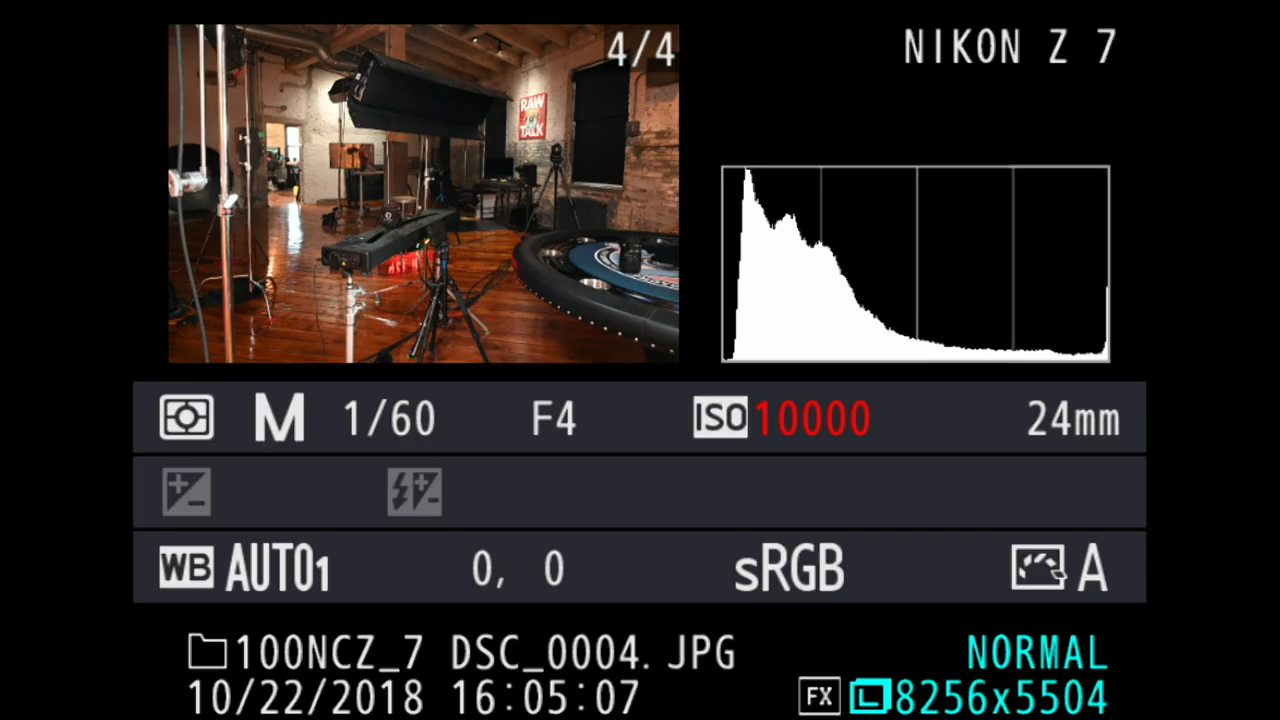 4/4
NIKON Z 7
RAW
TALK
M 1/60 F4 ISO 10000 24mm
WB AUTO1 0, 0 sRGB A
100NCZ_7 DSC_0004.JPG NORMAL
10/22/2018 16:05:07 FX L 8256x5504